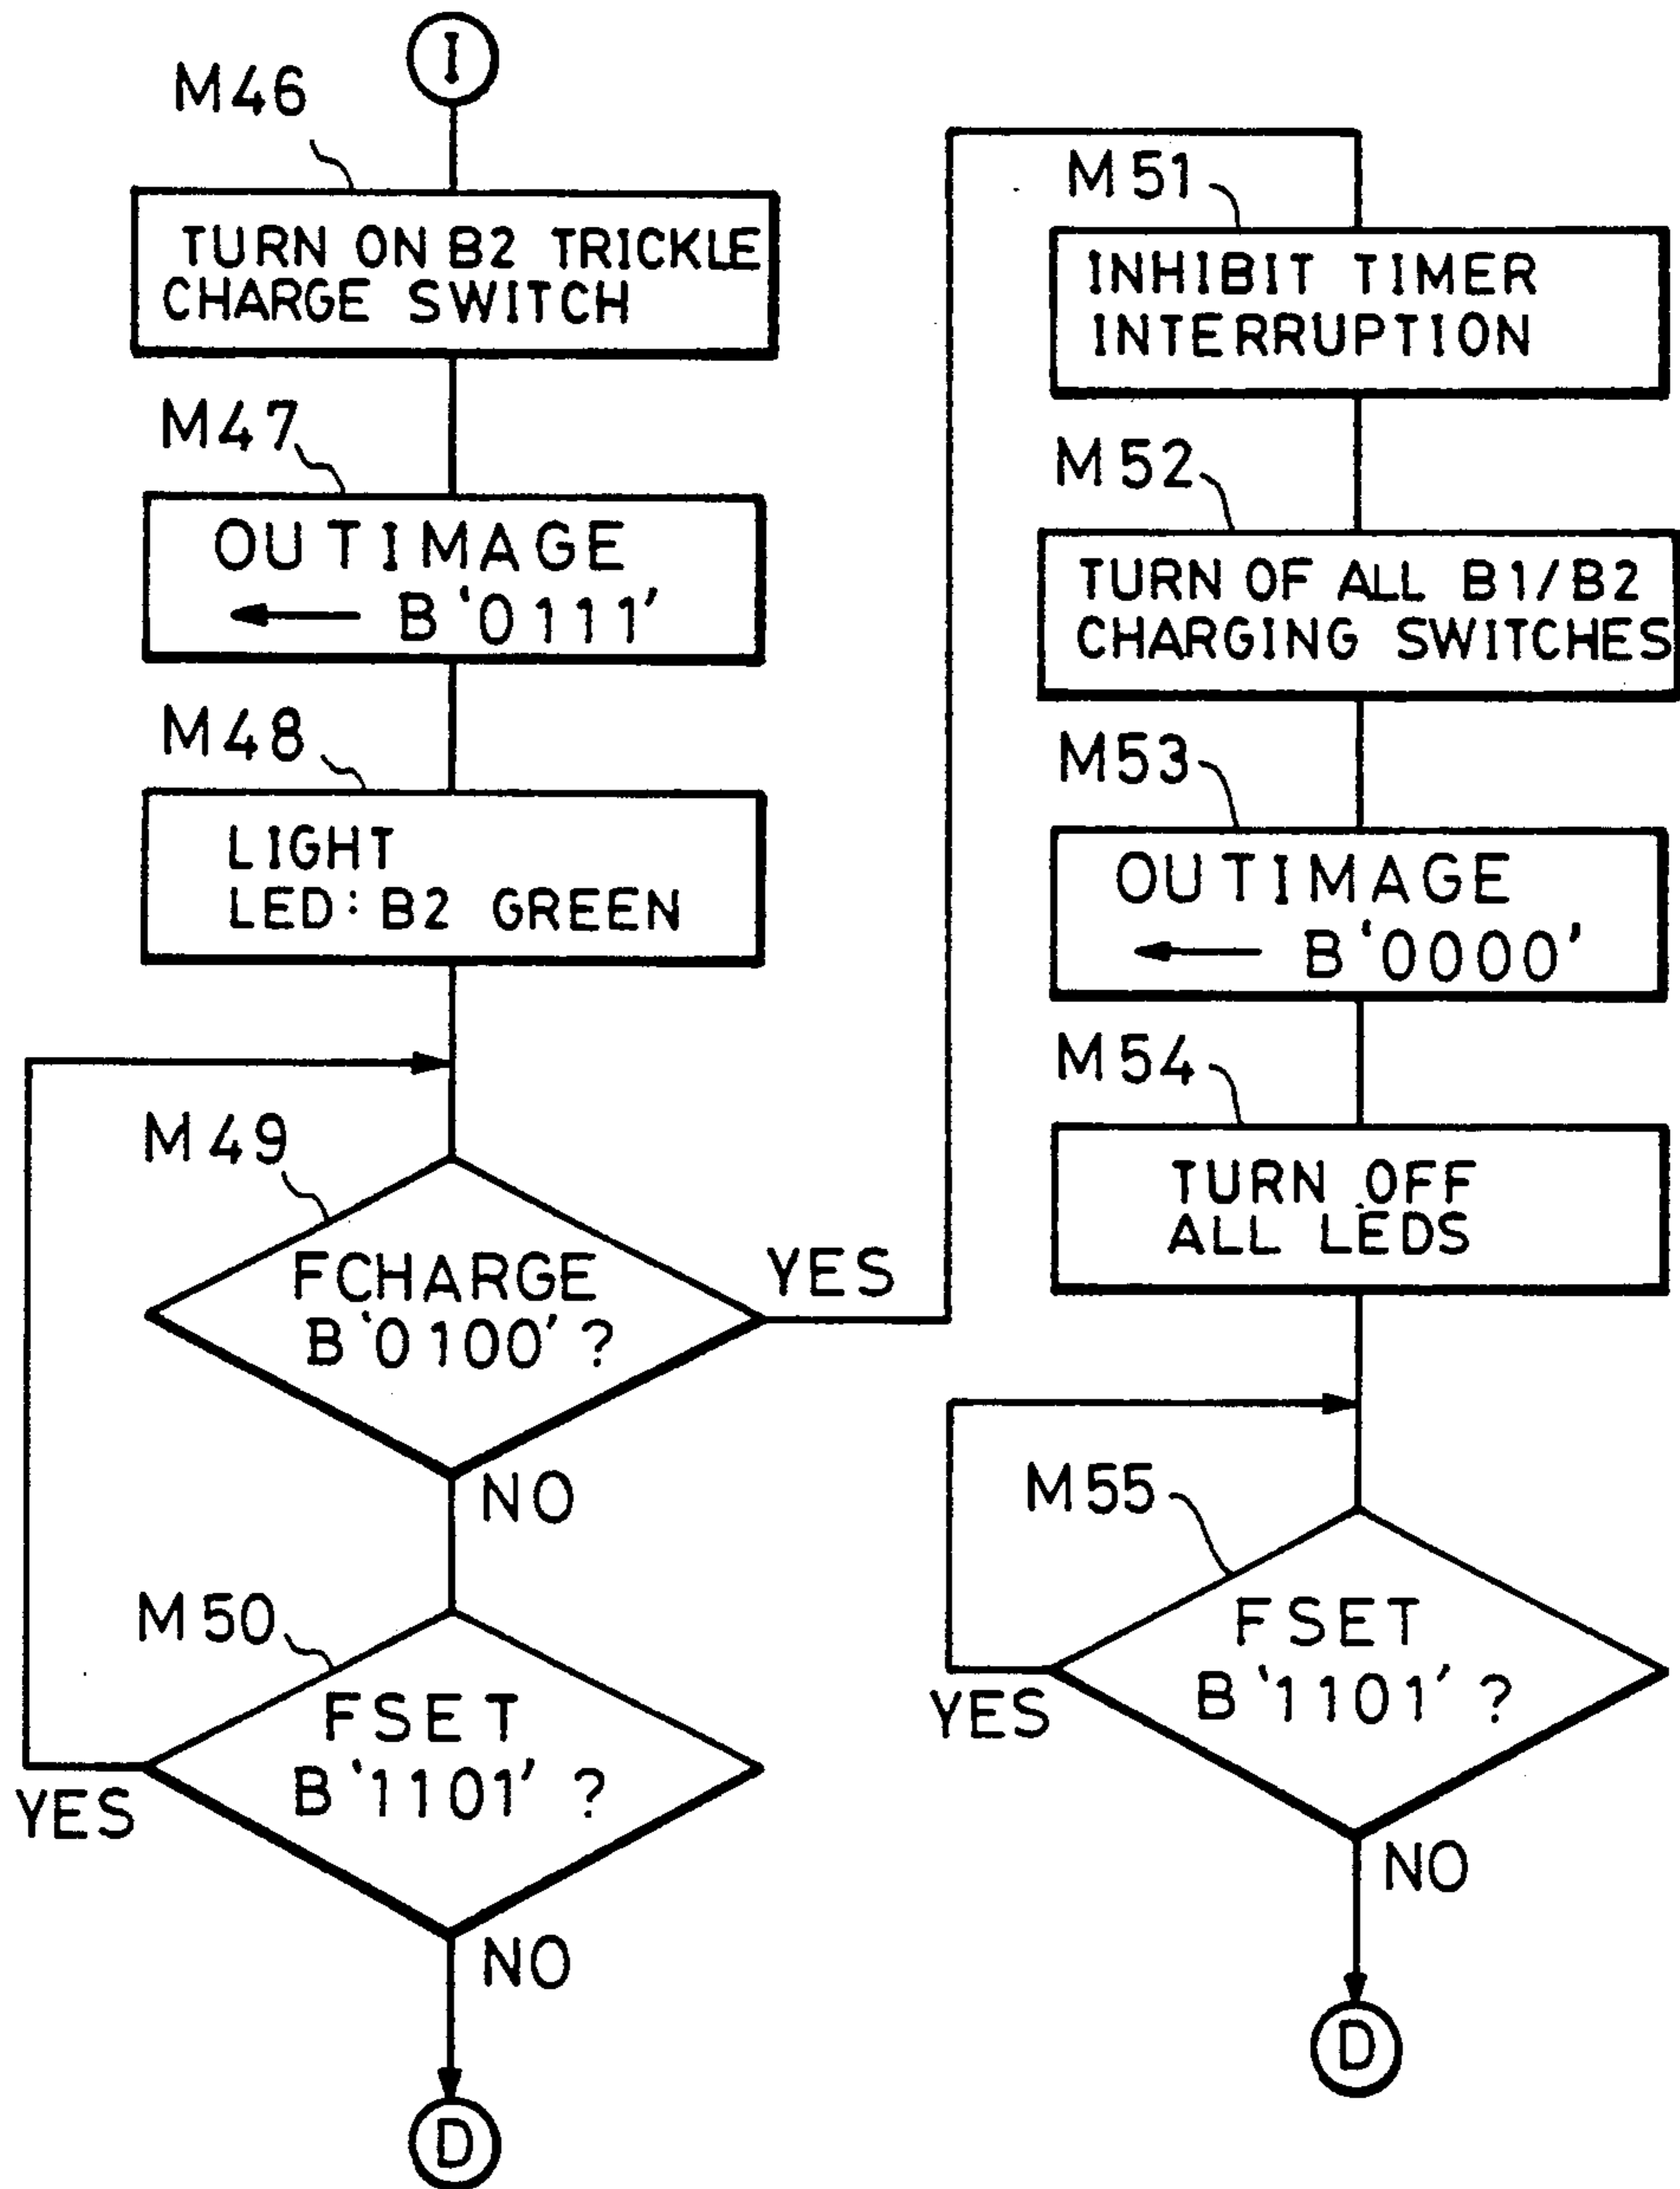 I
M46
TURN ON B2 TRICKLE
CHARGE SWITCH
M47
OUTIMAGE
← B'0111'
M48
LIGHT
LED: B2 GREEN
M49
FCHARGE
B'0100'?
YES
NO
M50
FSET
B'1101'?
YES
NO
D
M51
INHIBIT TIMER
INTERRUPTION
M52
TURN OF ALL B1/B2
CHARGING SWITCHES
M53
OUTIMAGE
← B'0000'
M54
TURN OFF
ALL LEDS
M55
FSET
B'1101'?
YES
NO
D